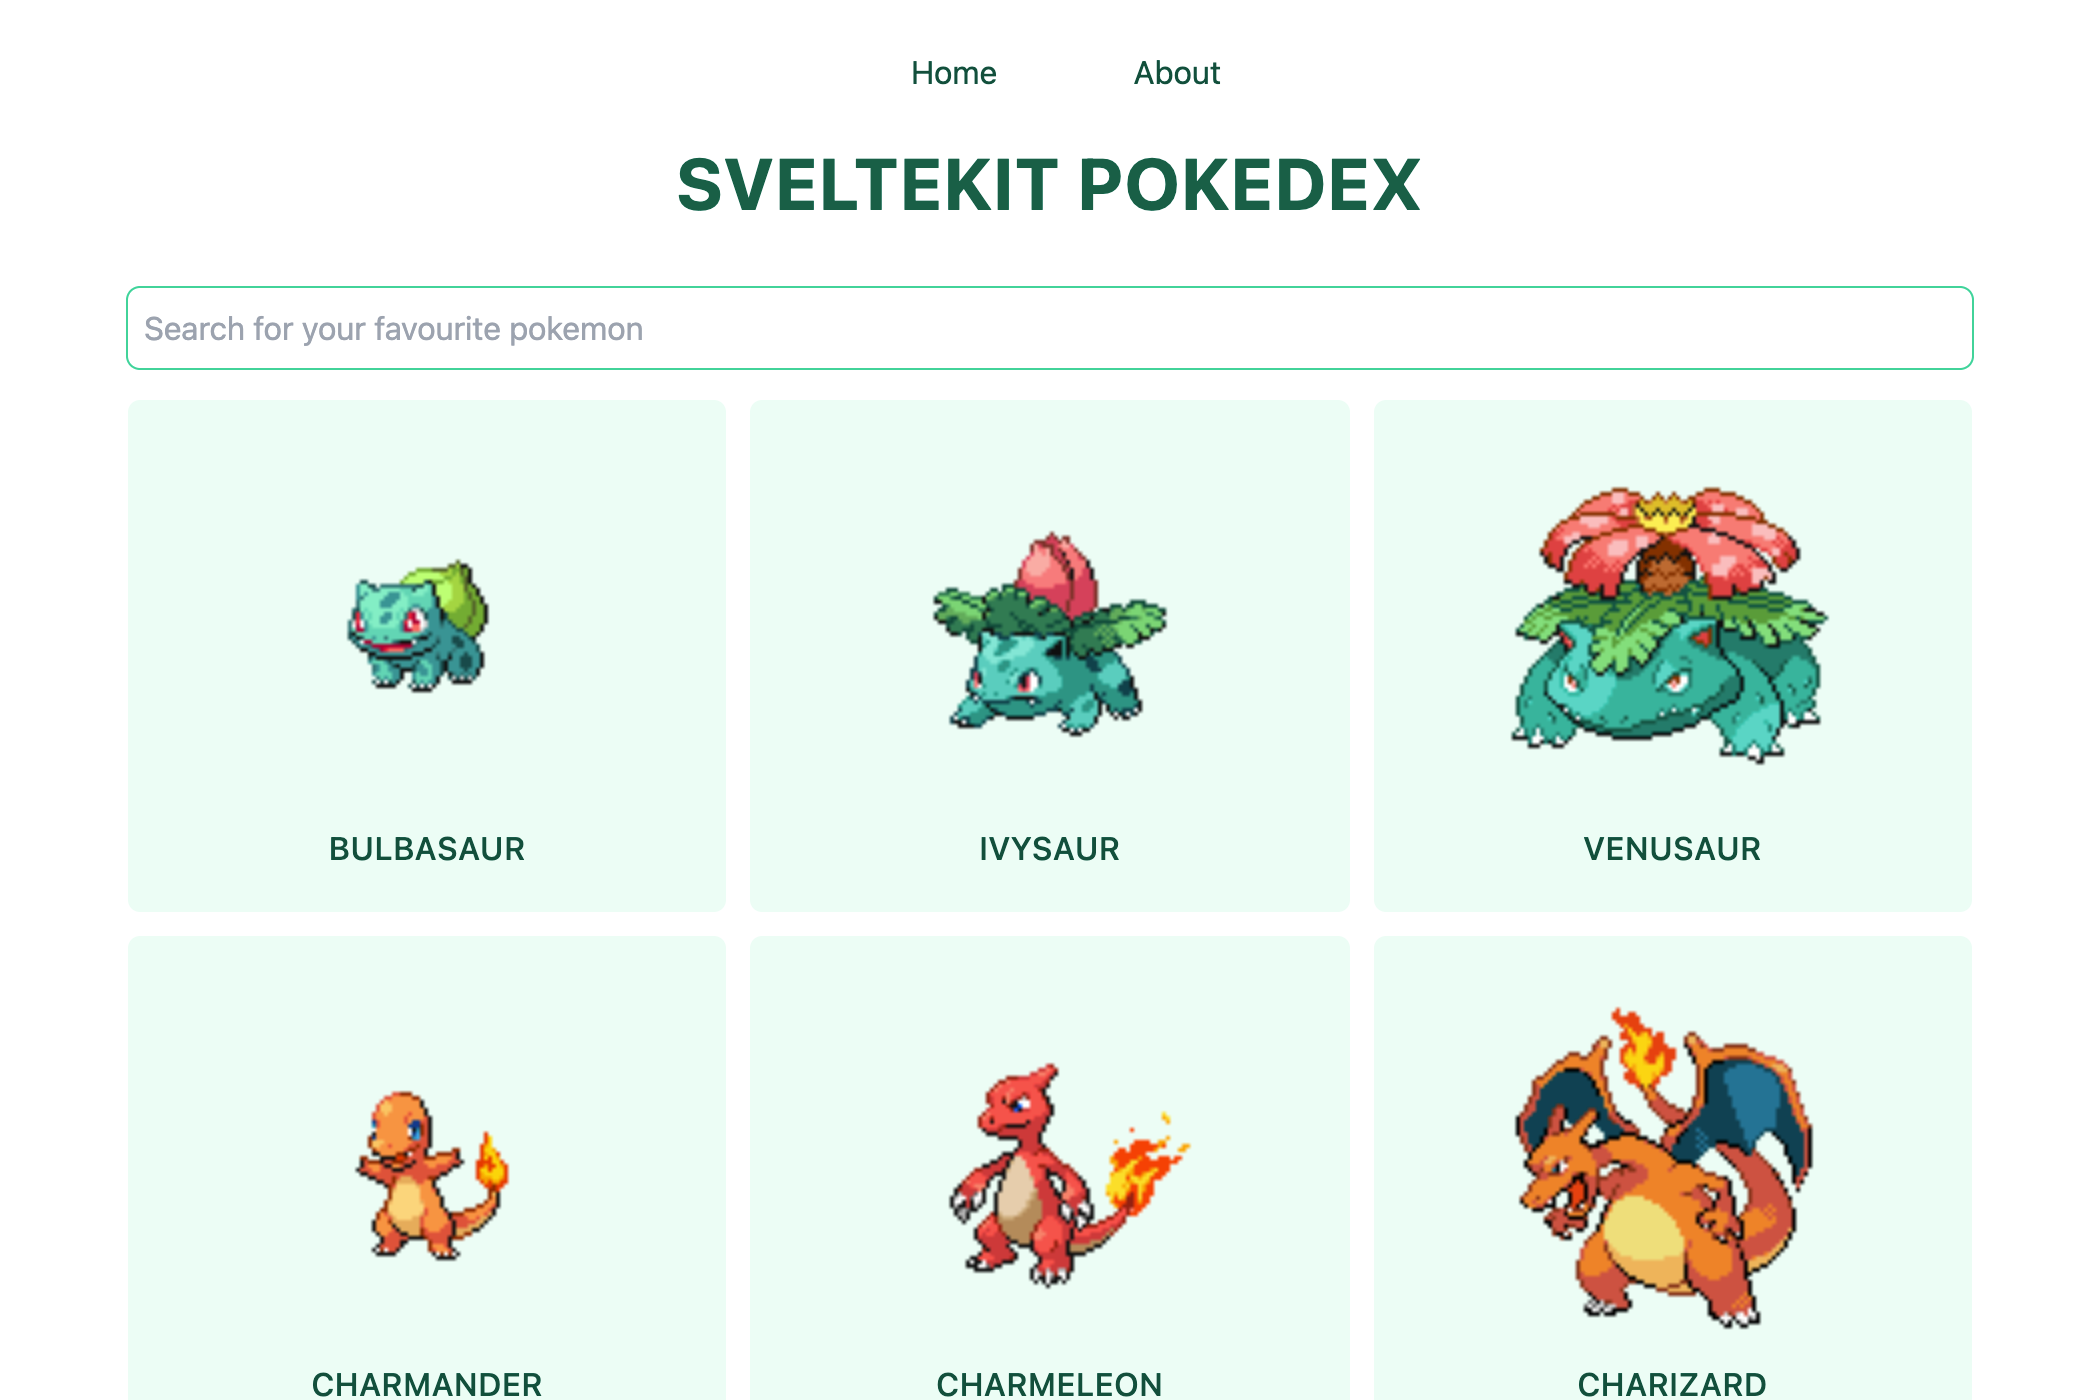 Home About
SVELTEKIT POKEDEX
Search for your favourite pokemon
BULBASAUR IVYSAUR VENUSAUR
CHARMANDER CHARMELEON CHARIZARD